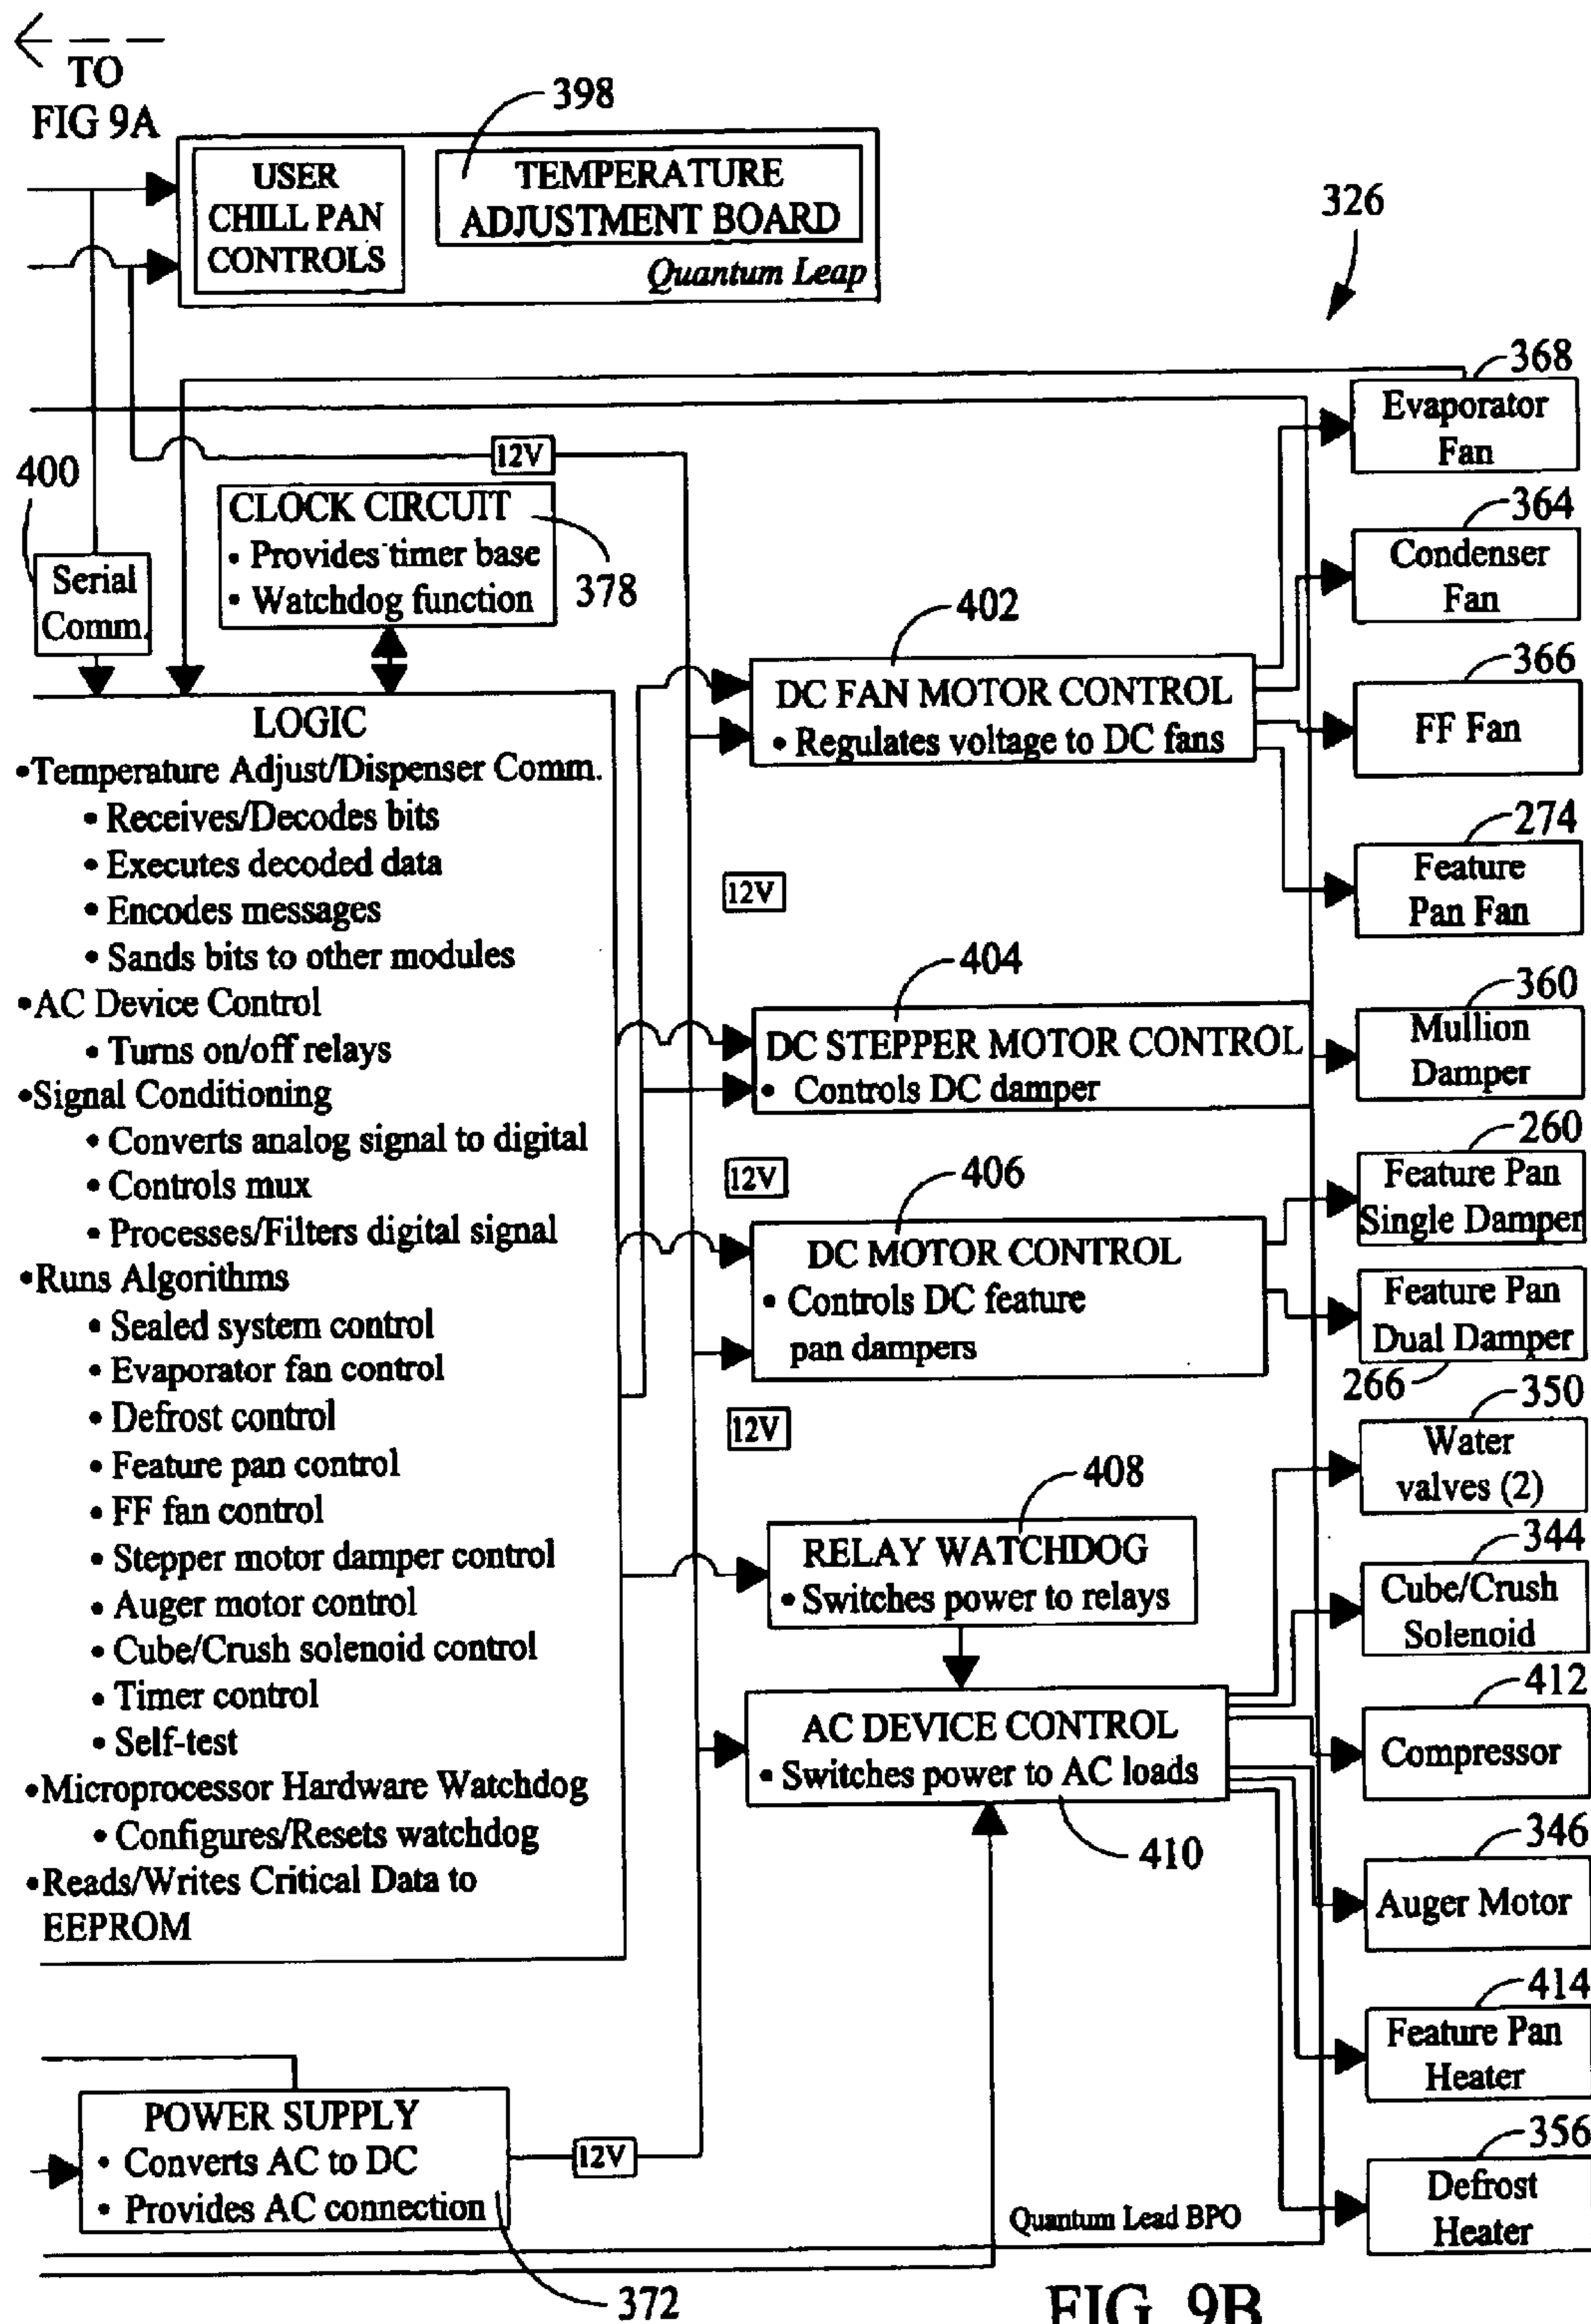 TO
FIG 9A
398
USER
CHILL PAN
CONTROLS
TEMPERATURE
ADJUSTMENT BOARD
Quantum Leap
326
368
Evaporator
Fan
12V
400
CLOCK CIRCUIT
• Provides timer base
• Watchdog function
378
Serial
Comm.
364
Condenser
Fan
402
DC FAN MOTOR CONTROL
• Regulates voltage to DC fans
366
FF Fan
274
Feature
Pan Fan
12V
LOGIC
•Temperature Adjust/Dispenser Comm.
• Receives/Decodes bits
• Executes decoded data
• Encodes messages
• Sands bits to other modules
•AC Device Control
• Turns on/off relays
•Signal Conditioning
• Converts analog signal to digital
• Controls mux
• Processes/Filters digital signal
•Runs Algorithms
• Sealed system control
• Evaporator fan control
• Defrost control
• Feature pan control
• FF fan control
• Stepper motor damper control
• Auger motor control
• Cube/Crush solenoid control
• Timer control
• Self-test
•Microprocessor Hardware Watchdog
• Configures/Resets watchdog
•Reads/Writes Critical Data to
EEPROM
404
DC STEPPER MOTOR CONTROL
• Controls DC damper
360
Mullion
Damper
12V
406
DC MOTOR CONTROL
• Controls DC feature
pan dampers
260
Feature Pan
Single Damper
Feature Pan
Dual Damper
266
12V
350
Water
valves (2)
408
RELAY WATCHDOG
• Switches power to relays
344
Cube/Crush
Solenoid
AC DEVICE CONTROL
• Switches power to AC loads
410
412
Compressor
346
Auger Motor
414
Feature Pan
Heater
356
Defrost
Heater
POWER SUPPLY
• Converts AC to DC
• Provides AC connection
12V
372
Quantum Lead BPO
FIG. 9B